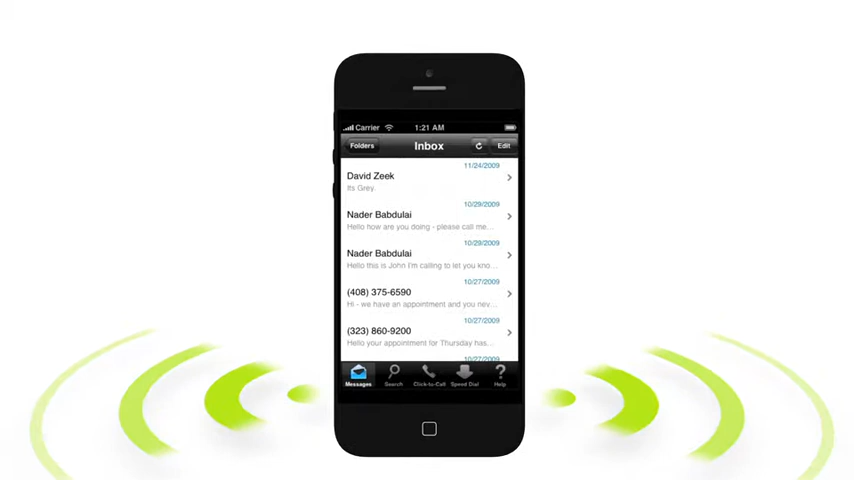 Carrier 1:21 AM
Folders Inbox Edit
11/24/2009
David Zeek
Its Grey.
10/29/2009
Nader Babdulai
Hello how are you doing - please call me...
10/29/2009
Nader Babdulai
Hello this is John I'm calling to let you kno...
10/27/2009
(408) 375-6590
Hi - we have an appointment and you nev...
10/27/2009
(323) 860-9200
Hello your appointment for Thursday has...
10/27/2009
Messages Search Click-to-Call Speed Dial Help